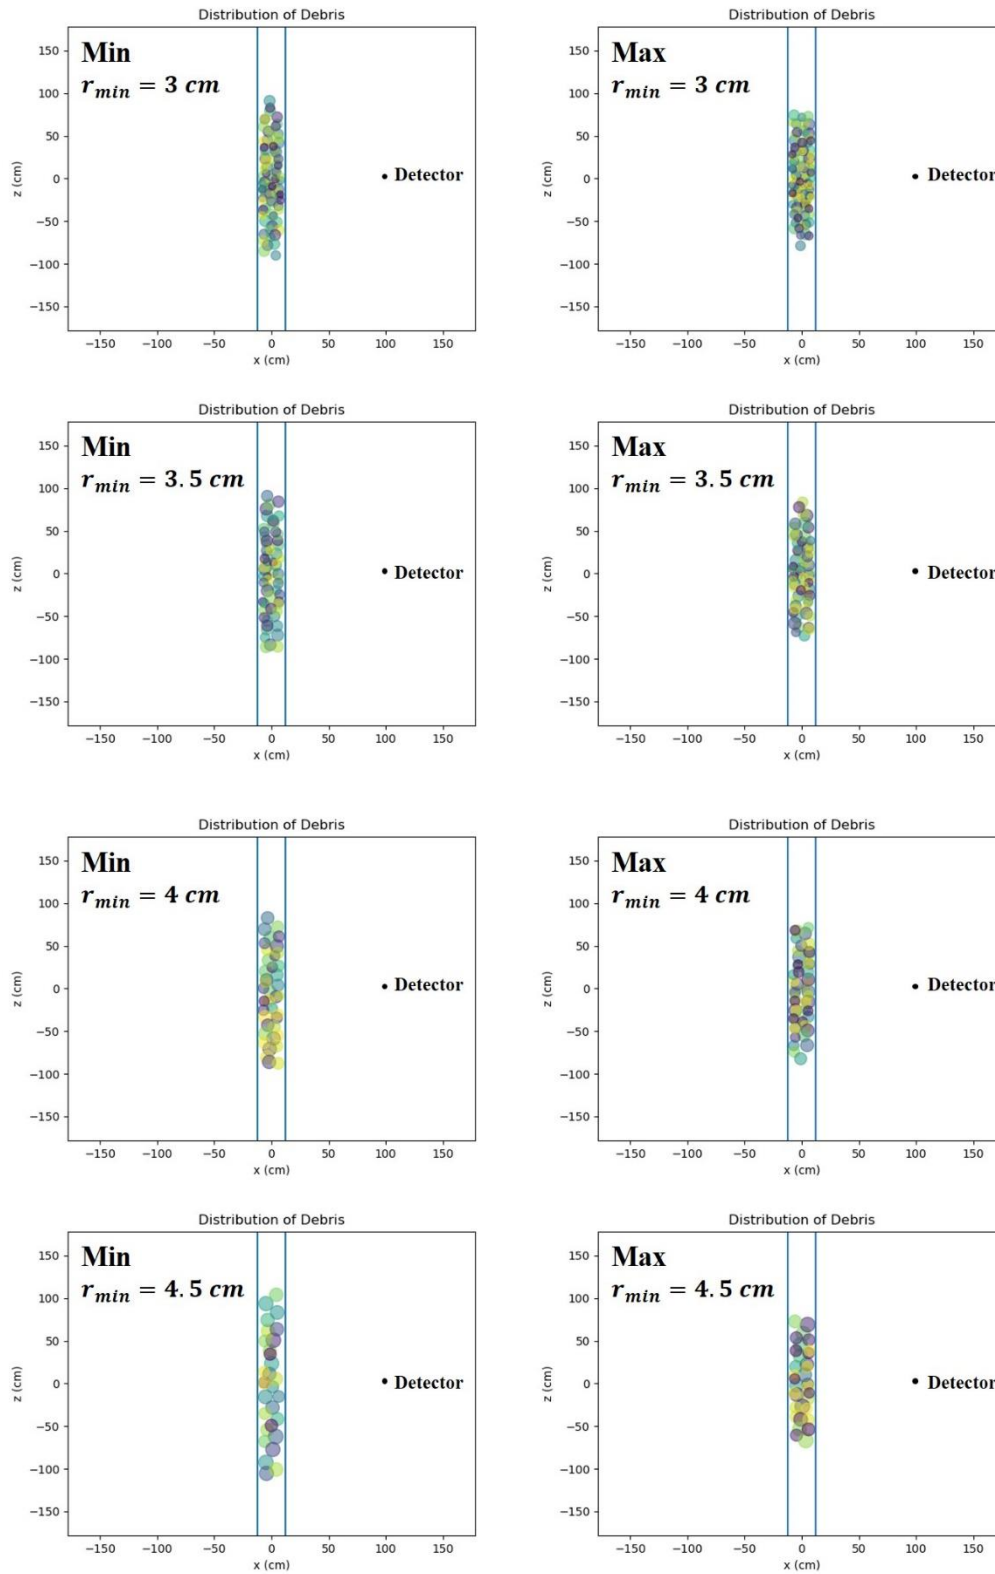 Distribution of Debris
Min
r_min = 3 cm
Detector
150
100
50
0
−50
−100
−150
z (cm)
−150 −100 −50 0 50 100 150
x (cm)
Distribution of Debris
Max
r_min = 3 cm
Detector
150
100
50
0
−50
−100
−150
z (cm)
−150 −100 −50 0 50 100 150
x (cm)
Distribution of Debris
Min
r_min = 3.5 cm
Detector
150
100
50
0
−50
−100
−150
z (cm)
−150 −100 −50 0 50 100 150
x (cm)
Distribution of Debris
Max
r_min = 3.5 cm
Detector
150
100
50
0
−50
−100
−150
z (cm)
−150 −100 −50 0 50 100 150
x (cm)
Distribution of Debris
Min
r_min = 4 cm
Detector
150
100
50
0
−50
−100
−150
z (cm)
−150 −100 −50 0 50 100 150
x (cm)
Distribution of Debris
Max
r_min = 4 cm
Detector
150
100
50
0
−50
−100
−150
z (cm)
−150 −100 −50 0 50 100 150
x (cm)
Distribution of Debris
Min
r_min = 4.5 cm
Detector
150
100
50
0
−50
−100
−150
z (cm)
−150 −100 −50 0 50 100 150
x (cm)
Distribution of Debris
Max
r_min = 4.5 cm
Detector
150
100
50
0
−50
−100
−150
z (cm)
−150 −100 −50 0 50 100 150
x (cm)